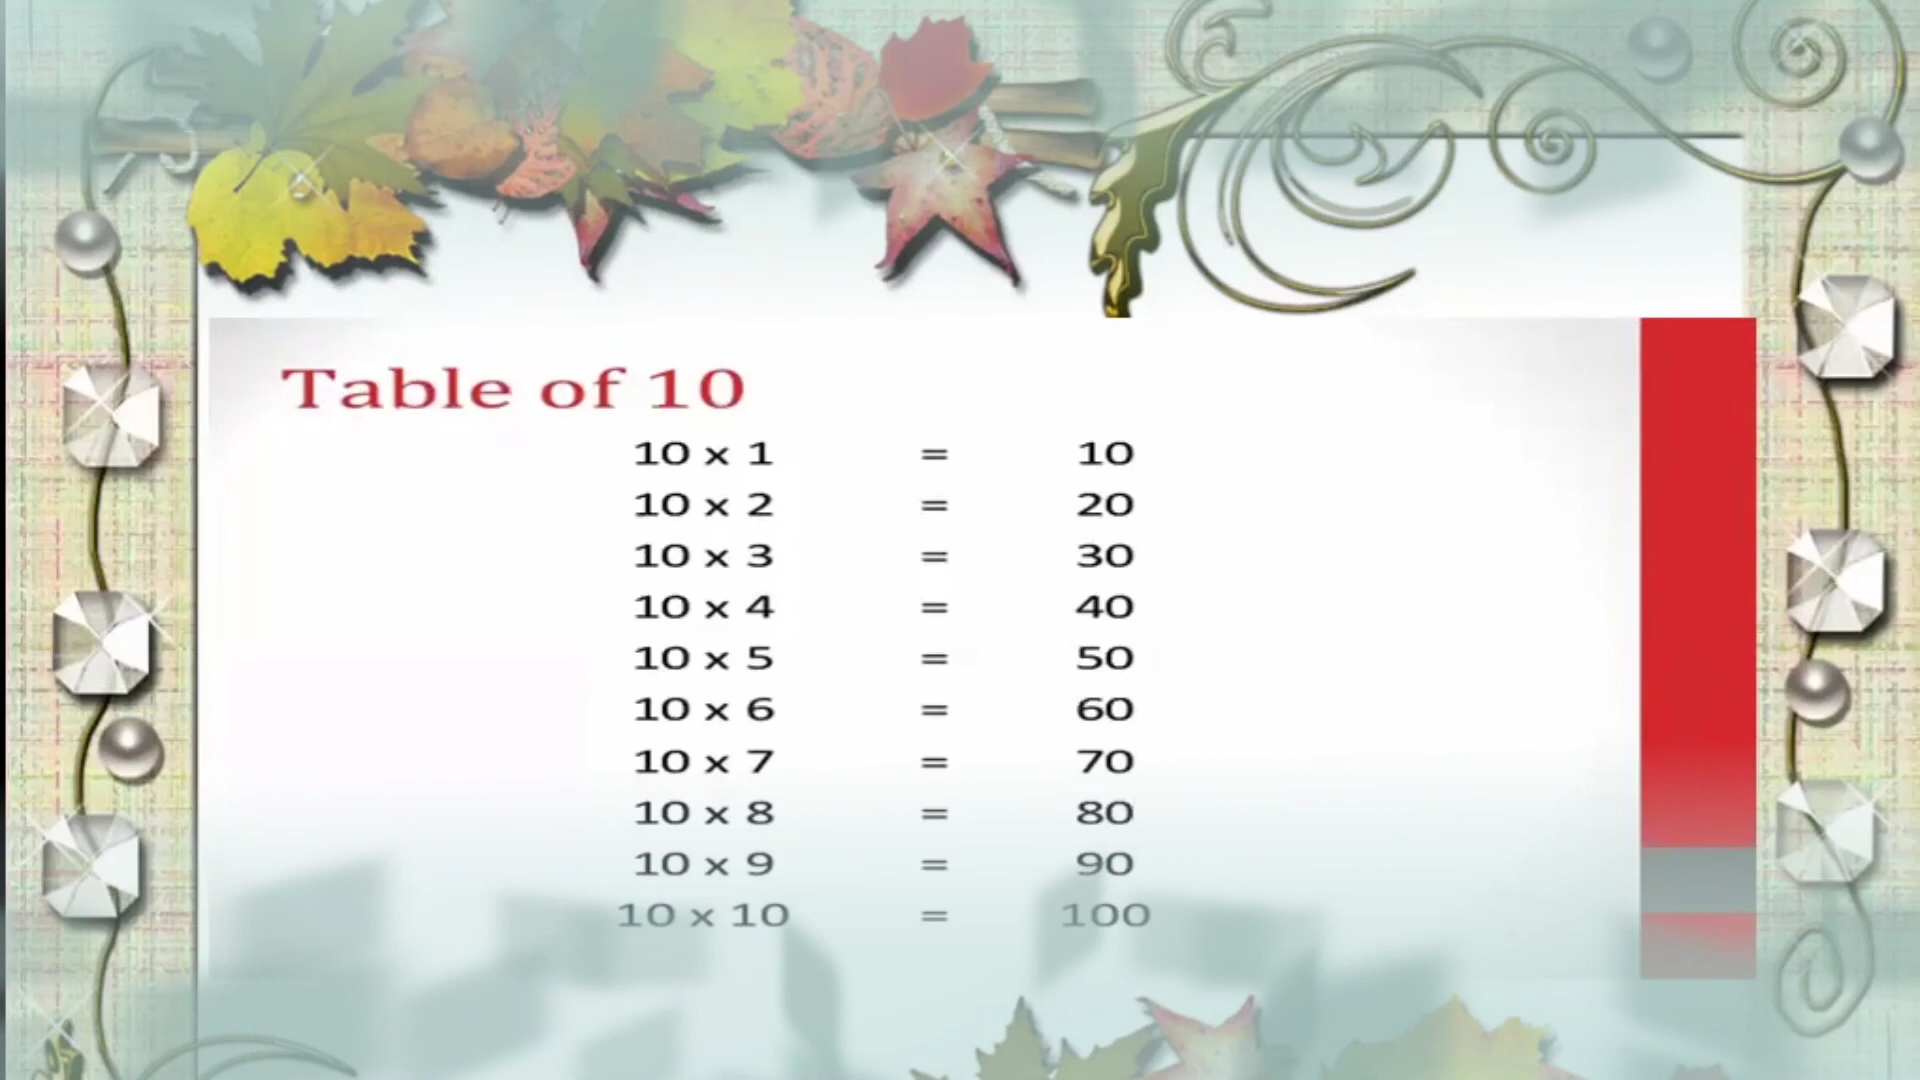 Table of 10
10 x 1 = 10
10 x 2 = 20
10 x 3 = 30
10 x 4 = 40
10 x 5 = 50
10 x 6 = 60
10 x 7 = 70
10 x 8 = 80
10 x 9 = 90
10 x 10 = 100